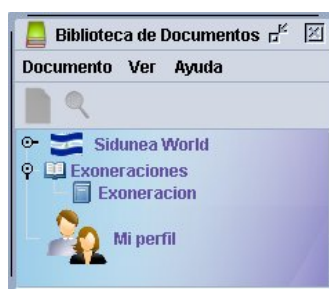 Biblioteca de Documentos
Documento Ver Ayuda
Sidunea World
Exoneraciones
Exoneracion
Mi perfil